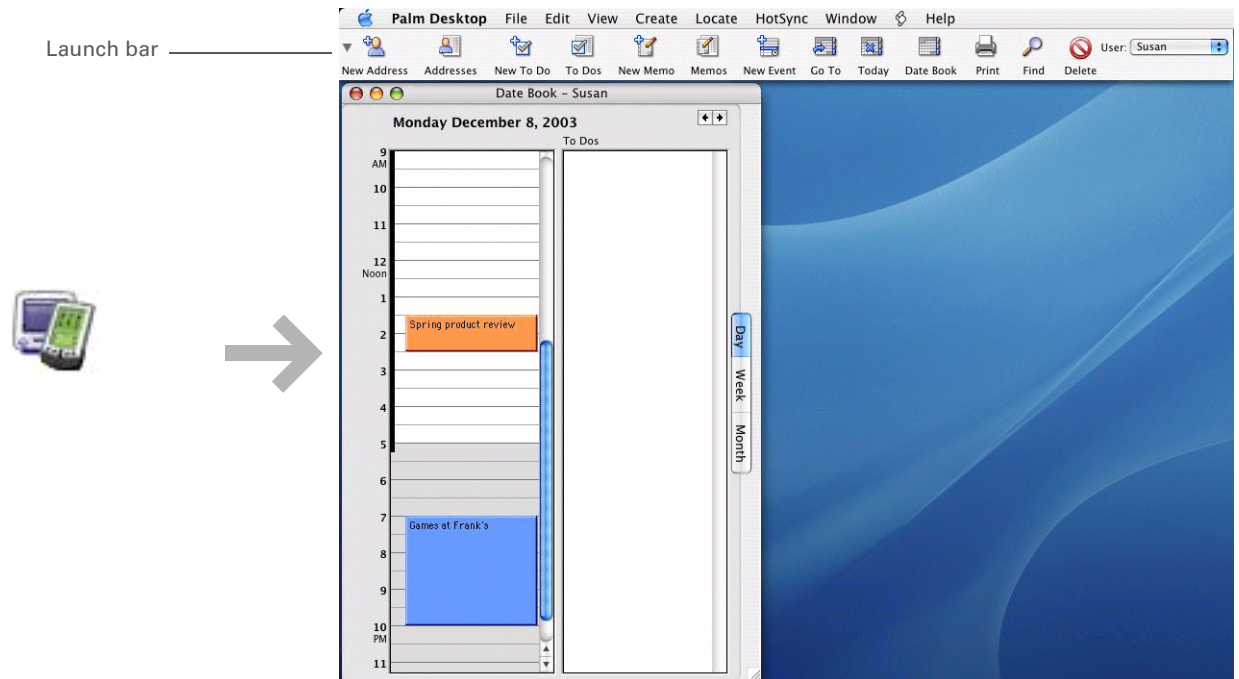 Palm Desktop File Edit View Create Locate HotSync Window Help
Launch bar
User: Susan
New Address Addresses New To Do To Dos New Memo Memos New Event Go To Today Date Book Print Find Delete
Date Book – Susan
Monday December 8, 2003
To Dos
9
AM
10
11
12
Noon
1
Spring product review
2
3
4
5
6
7
Games at Frank's
8
9
10
PM
11
Day
Week
Month